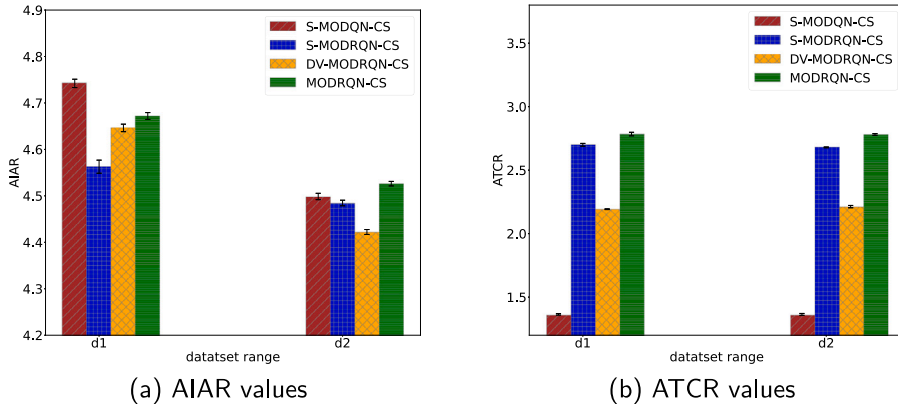 4.9
4.8
4.7
4.6
4.5
4.4
4.3
4.2
AIAR
S-MODQN-CS
S-MODRQN-CS
DV-MODRQN-CS
MODRQN-CS
d1
d2
datatset range
(a) AIAR values
3.5
3.0
2.5
2.0
1.5
ATCR
S-MODQN-CS
S-MODRQN-CS
DV-MODRQN-CS
MODRQN-CS
d1
d2
datatset range
(b) ATCR values